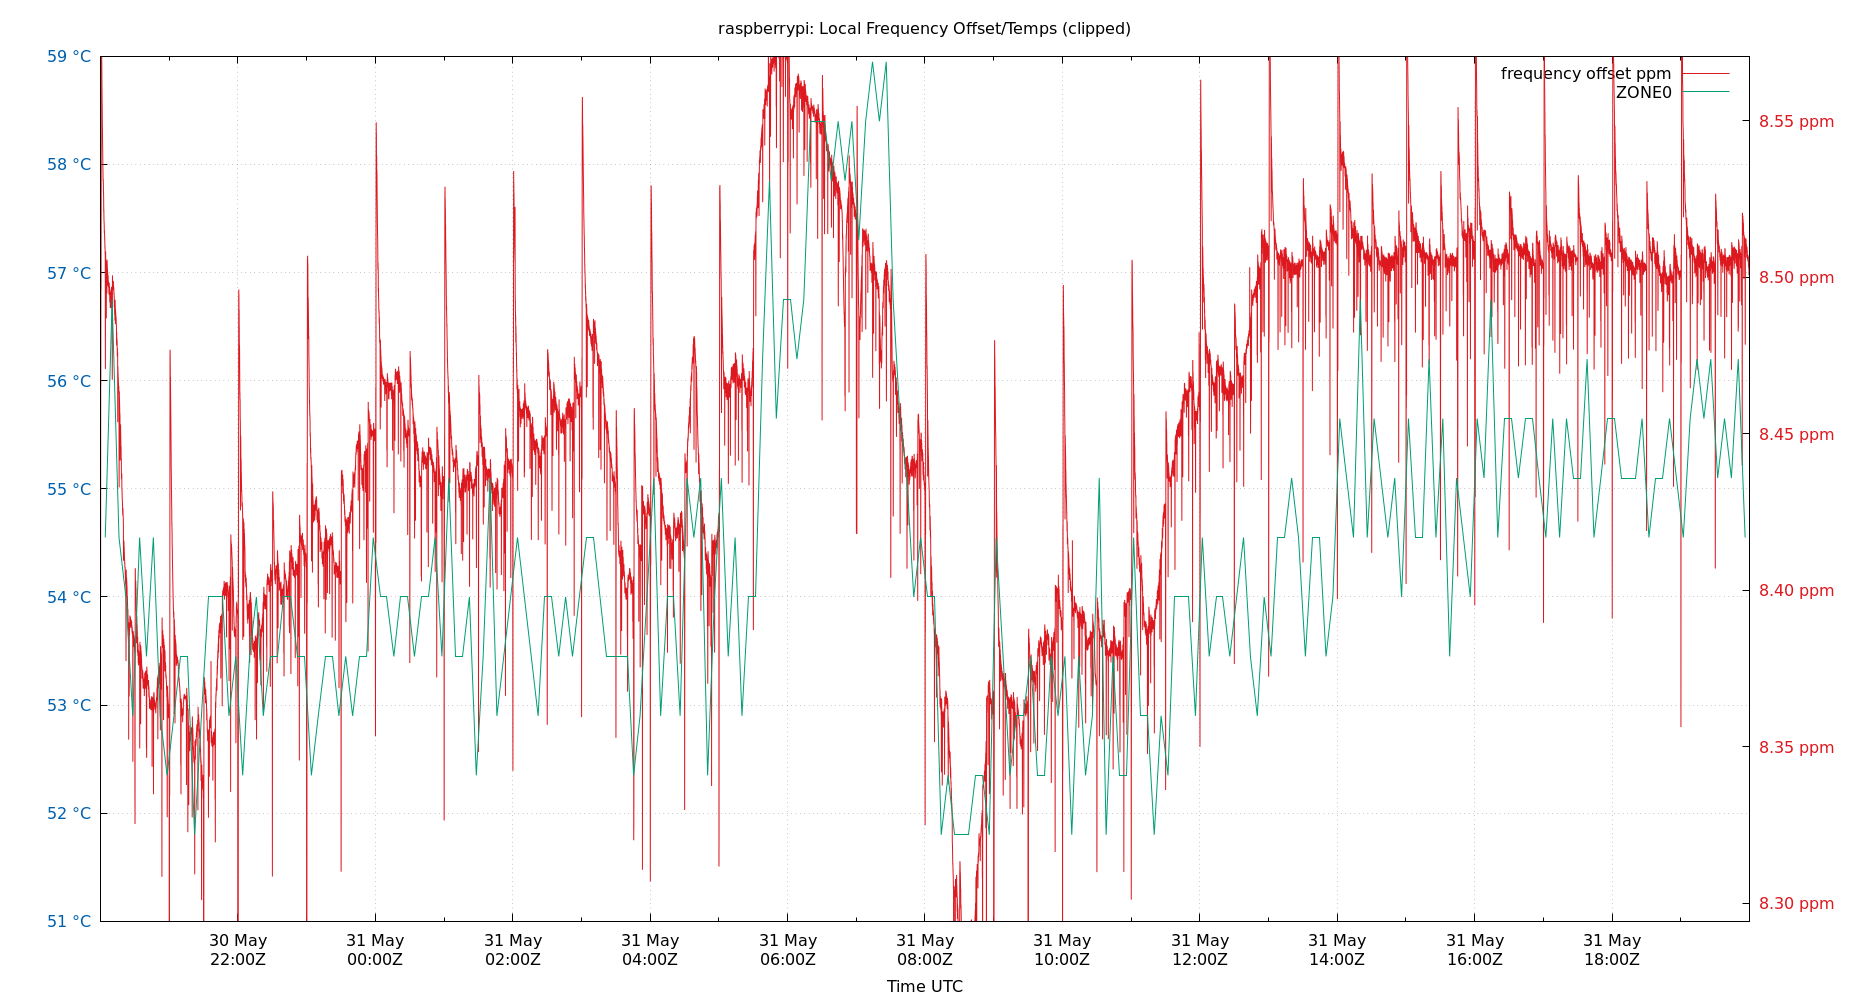 raspberrypi: Local Frequency Offset/Temps (clipped)
frequency offset ppm
ZONE0
59 °C
58 °C
57 °C
56 °C
55 °C
54 °C
53 °C
52 °C
51 °C
8.55 ppm
8.50 ppm
8.45 ppm
8.40 ppm
8.35 ppm
8.30 ppm
30 May
22:00Z
31 May
00:00Z
31 May
02:00Z
31 May
04:00Z
31 May
06:00Z
31 May
08:00Z
31 May
10:00Z
31 May
12:00Z
31 May
14:00Z
31 May
16:00Z
31 May
18:00Z
Time UTC